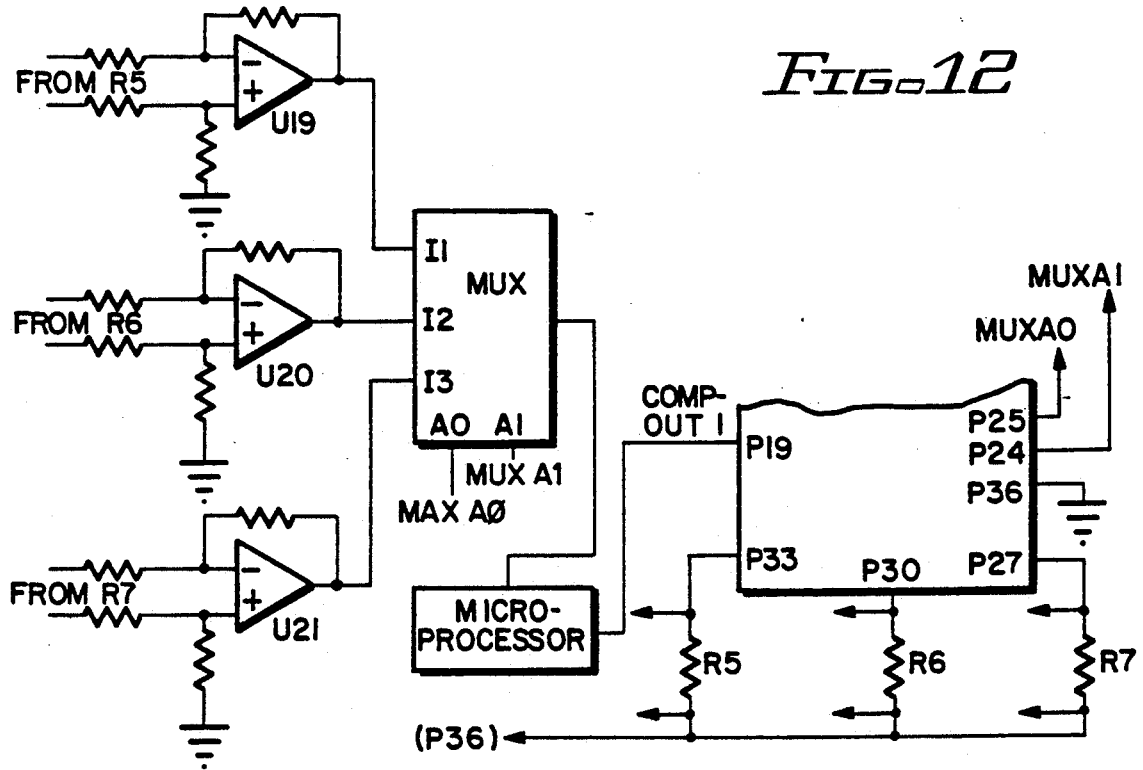 FIG. 12
FROM R5
-
+
U19
FROM R6
-
+
U20
FROM R7
-
+
U21
I1
MUX
I2
I3
A0 A1
MUX A1
MAX AØ
MICRO-
PROCESSOR
MUXA1
MUXA0
COMP-
OUT 1
P25
P19
P24
P36
P33
P30
P27
R5
R6
R7
(P36)